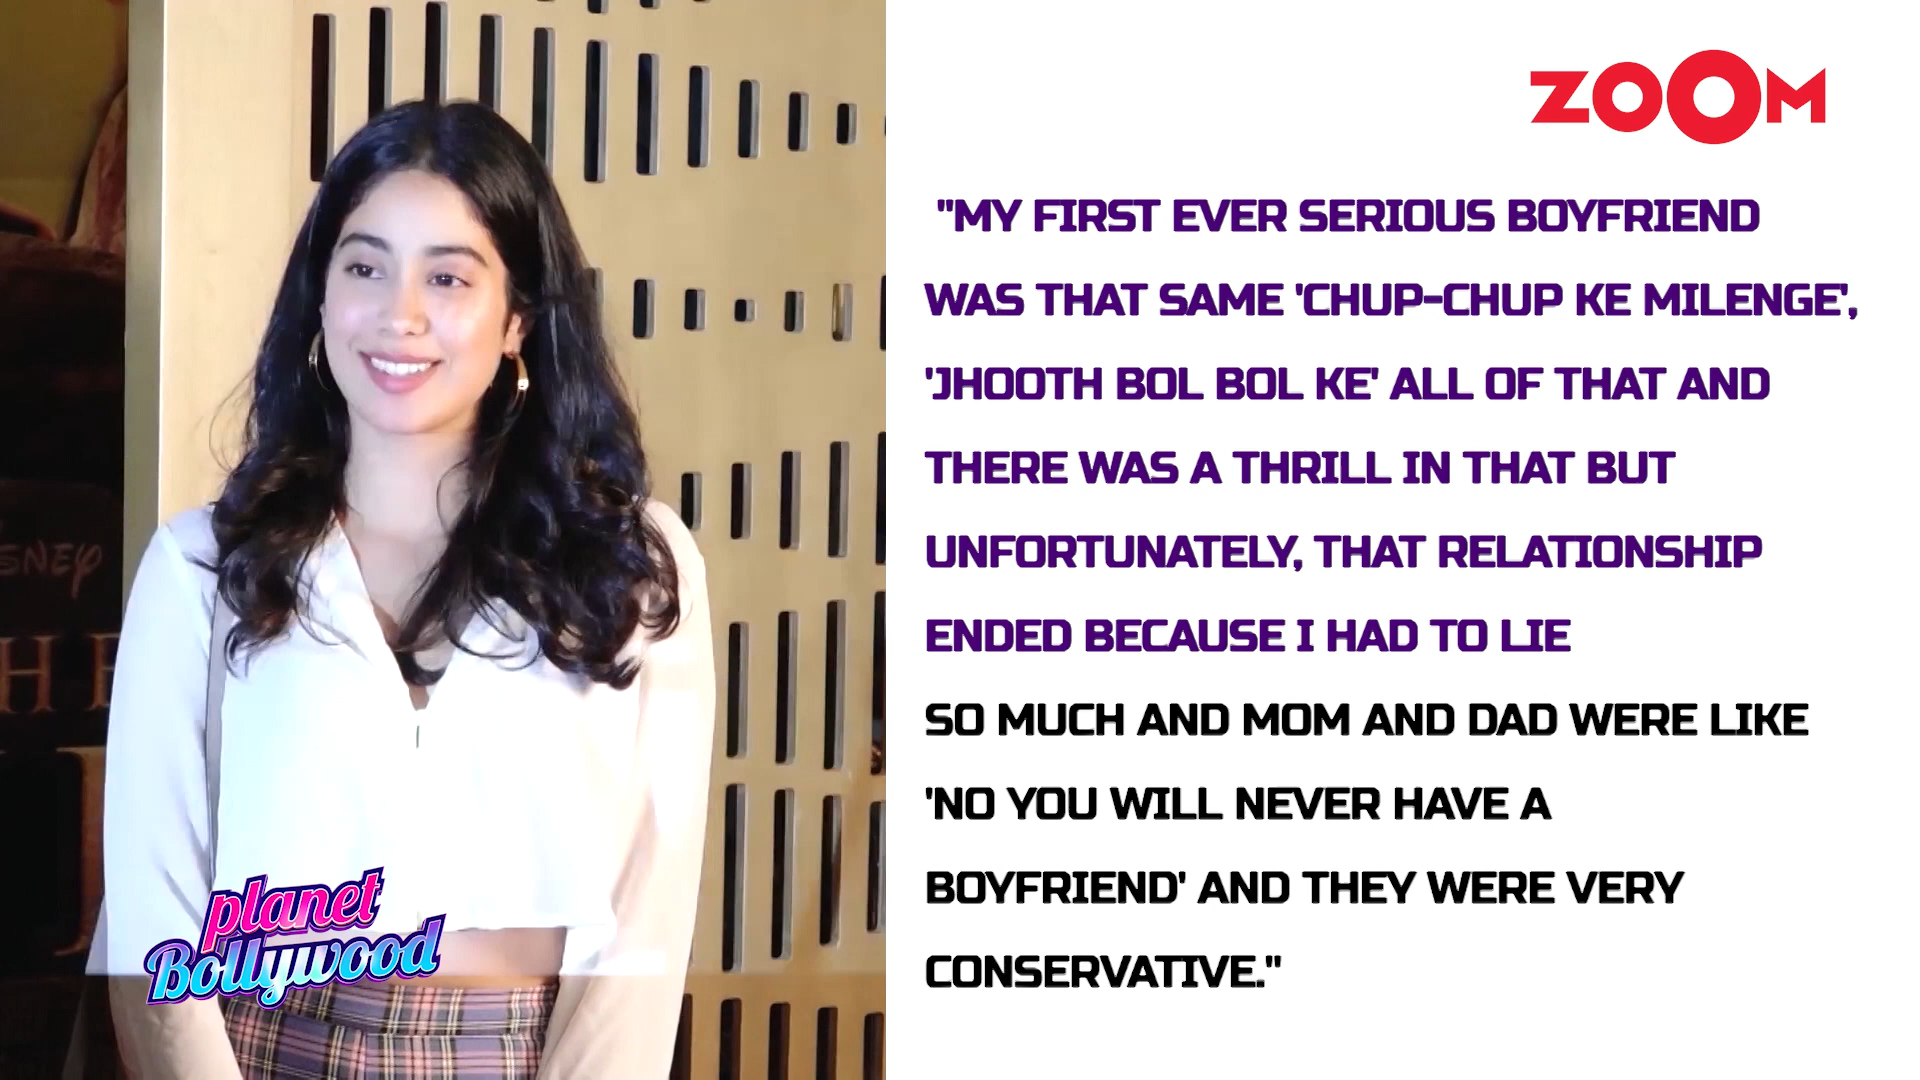 ZOOM
"MY FIRST EVER SERIOUS BOYFRIEND
WAS THAT SAME 'CHUP-CHUP KE MILENGE',
'JHOOTH BOL BOL KE' ALL OF THAT AND
THERE WAS A THRILL IN THAT BUT
UNFORTUNATELY, THAT RELATIONSHIP
ENDED BECAUSE I HAD TO LIE
SO MUCH AND MOM AND DAD WERE LIKE
'NO YOU WILL NEVER HAVE A
BOYFRIEND' AND THEY WERE VERY
CONSERVATIVE."
planet
Bollywood